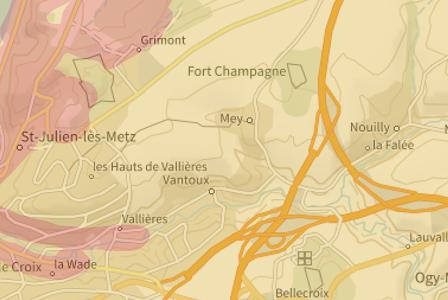 Grimont
Fort Champagne
Mey
Nouilly
St-Julien-lès-Metz
la Falée
les Hauts de Vallières
Vantoux
Vallières
Lauvall
le Croix
la Wade
Ogy-
Bellecroix